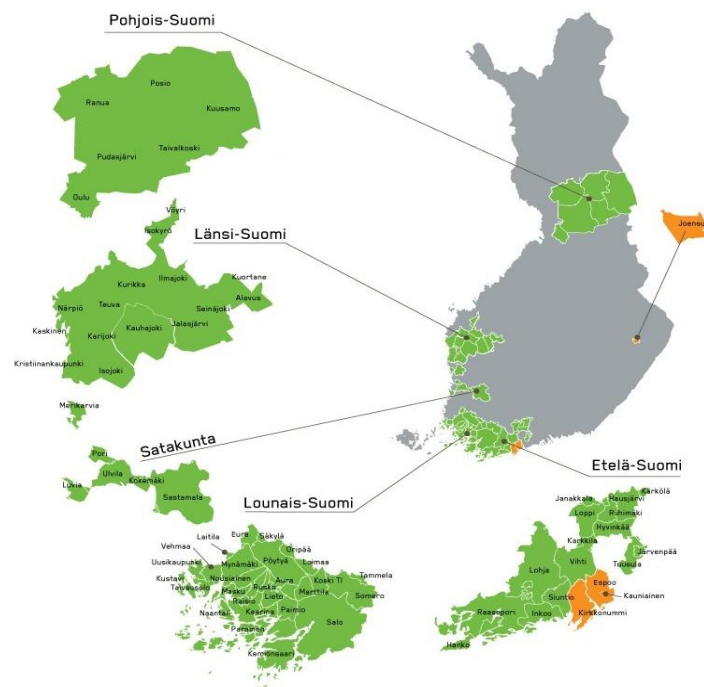 Pohjois-Suomi
Posio
Ranua
Kuusamo
Taivalkoski
Pudasjärvi
Oulu
Vöyri
Isokyrö
Länsi-Suomi
Kuortane
Ilmajoki
Kurikka
Alavus
Teuva
Seinäjoki
Närpiö
Kaskinen
Kauhajoki
Jalasjärvi
Karijoki
Kristiinankaupunki
Isojoki
Merikarvia
Satakunta
Pori
Ulvila
Kokemäki
Luvia
Sastamala
Lounais-Suomi
Laitila
Eura
Säkylä
Vehmaa
Oripää
Loimaa
Uusikaupunki
Mynämäki
Pöytyä
Kustavi
Nousiainen
Aura
Koski Tl
Tammela
Taivassalo
Masku
Rusko
Lieto
Marttila
Somero
Raisio
Naantali
Kaarina
Paimio
Parainen
Salo
Kemiönsaari
Joensu
Etelä-Suomi
Kärkölä
Janakkala
Hausjärvi
Loppi
Riihimäki
Hyvinkää
Karkkila
Järvenpää
Tuusula
Vihti
Lohja
Espoo
Kauniainen
Siuntio
Raasepori
Inkoo
Kirkkonummi
Hanko